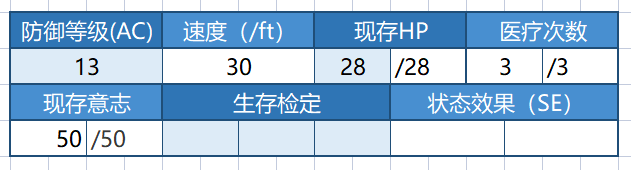 防御等级(AC) 速度（/ft） 现存HP 医疗次数
13 30 28 /28 3 /3
现存意志 生存检定 状态效果（SE）
50 /50